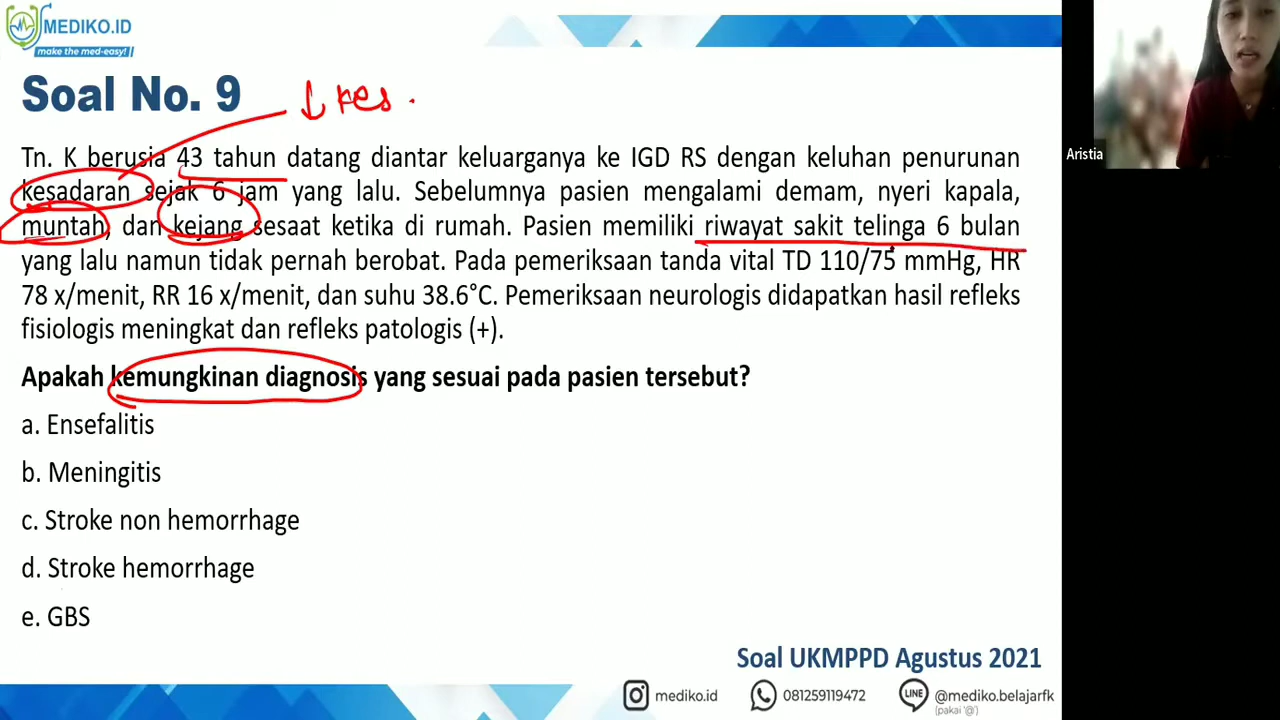 MEDIKO.ID
make the med-easy!
Soal No. 9
↓ kes.
Tn. K berusia 43 tahun datang diantar keluarganya ke IGD RS dengan keluhan penurunan
kesadaran sejak 6 jam yang lalu. Sebelumnya pasien mengalami demam, nyeri kapala,
muntah, dan kejang sesaat ketika di rumah. Pasien memiliki riwayat sakit telinga 6 bulan
yang lalu namun tidak pernah berobat. Pada pemeriksaan tanda vital TD 110/75 mmHg, HR
78 x/menit, RR 16 x/menit, dan suhu 38.6°C. Pemeriksaan neurologis didapatkan hasil refleks
fisiologis meningkat dan refleks patologis (+).
Apakah kemungkinan diagnosis yang sesuai pada pasien tersebut?
a. Ensefalitis
b. Meningitis
c. Stroke non hemorrhage
d. Stroke hemorrhage
e. GBS
Soal UKMPPD Agustus 2021
mediko.id
081259119472
LINE
@mediko.belajarfk
(pakai '@')
Aristia